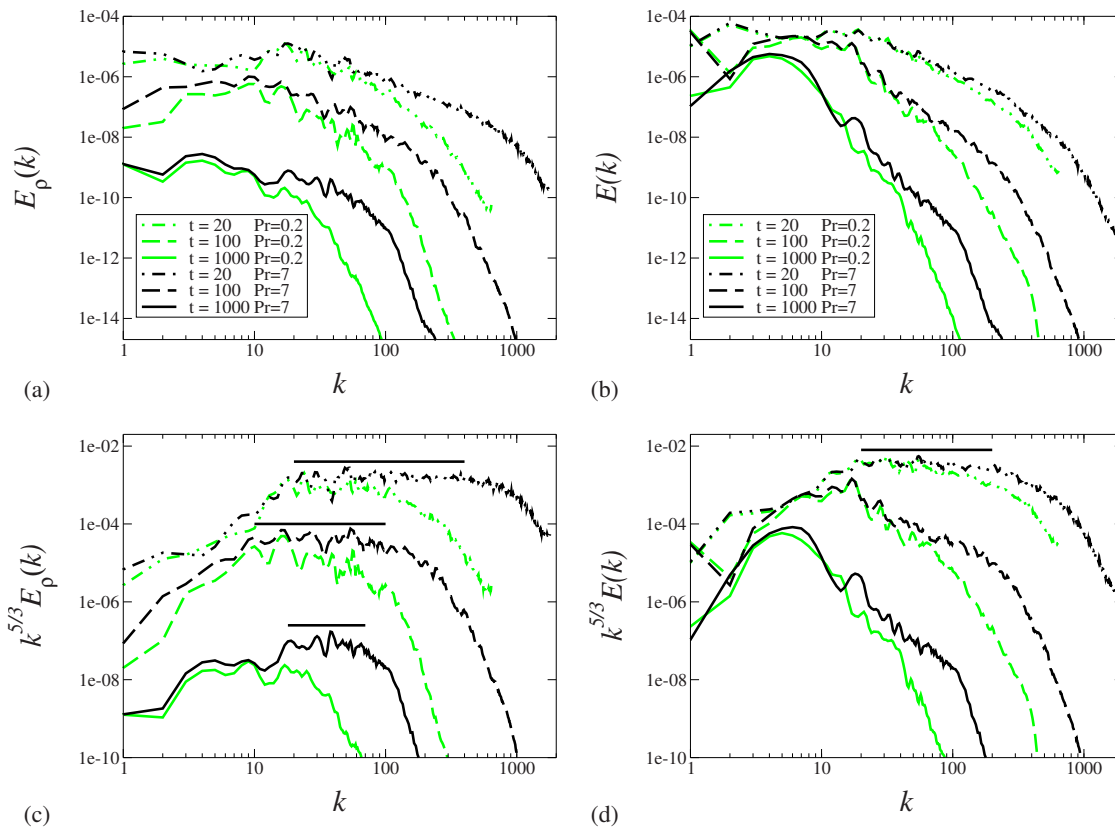 1e-04
1e-06
1e-08
1e-10
1e-12
1e-14
E_ρ(k)
t = 20 Pr=0.2
t = 100 Pr=0.2
t = 1000 Pr=0.2
t = 20 Pr=7
t = 100 Pr=7
t = 1000 Pr=7
1 10 100 1000
k
(a)
1e-04
1e-06
1e-08
1e-10
1e-12
1e-14
E(k)
t = 20 Pr=0.2
t = 100 Pr=0.2
t = 1000 Pr=0.2
t = 20 Pr=7
t = 100 Pr=7
t = 1000 Pr=7
1 10 100 1000
k
(b)
1e-02
1e-04
1e-06
1e-08
1e-10
k^{5/3} E_ρ(k)
1 10 100 1000
k
(c)
1e-02
1e-04
1e-06
1e-08
1e-10
k^{5/3} E(k)
1 10 100 1000
k
(d)